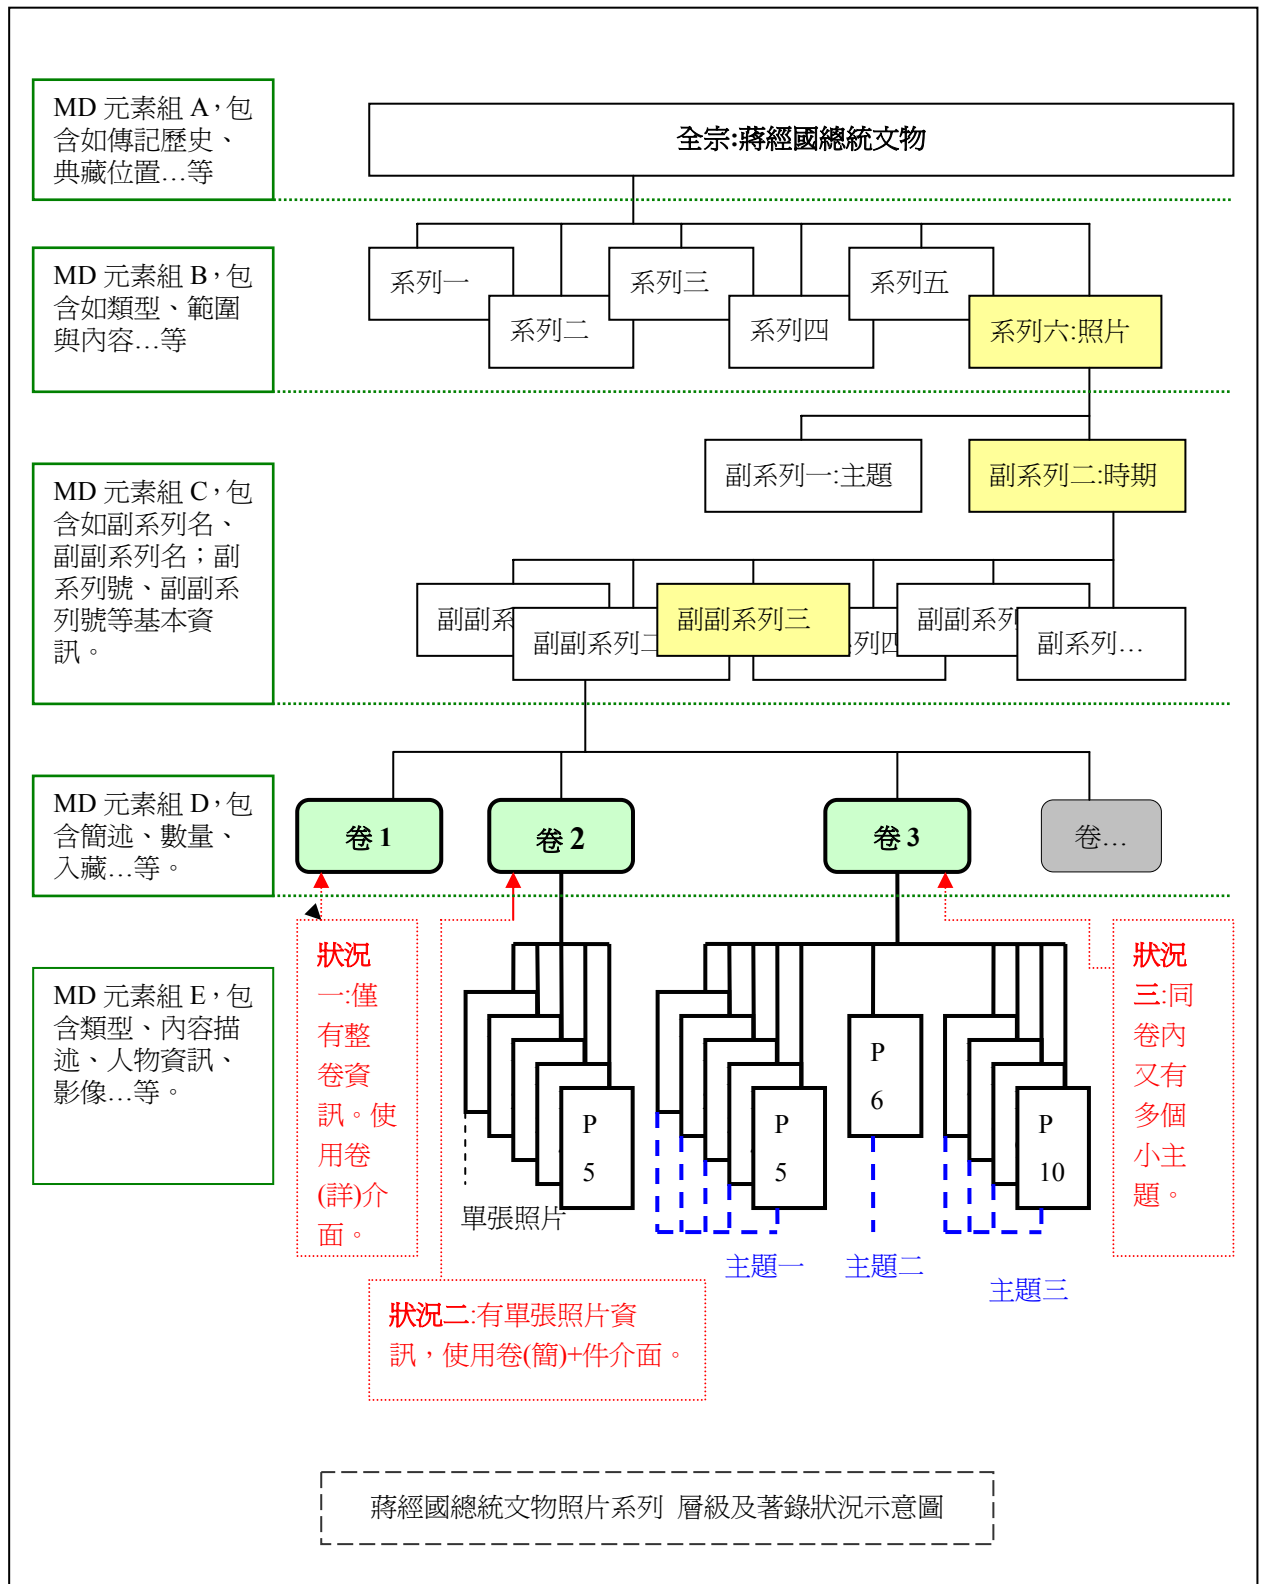 MD 元素組 A，包
含如傳記歷史、
典藏位置…等
全宗:蔣經國總統文物
MD 元素組 B，包
含如類型、範圍
與內容…等
系列一
系列二
系列三
系列四
系列五
系列六:照片
MD 元素組 C，包
含如副系列名、
副副系列名；副
系列號、副副系
列號等基本資
訊。
副系列一:主題
副系列二:時期
副副系
副副系列二
副副系列三
系列四
副副系列
副系列…
MD 元素組 D，包
含簡述、數量、
入藏…等。
卷 1
卷 2
卷 3
卷…
MD 元素組 E，包
含類型、內容描
述、人物資訊、
影像…等。
狀況
一:僅
有整
卷資
訊。使
用卷
(詳)介
面。
P
5
單張照片
P
5
P
6
P
10
主題一
主題二
主題三
狀況
三:同
卷內
又有
多個
小主
題。
狀況二:有單張照片資
訊，使用卷(簡)+件介面。
蔣經國總統文物照片系列 層級及著錄狀況示意圖